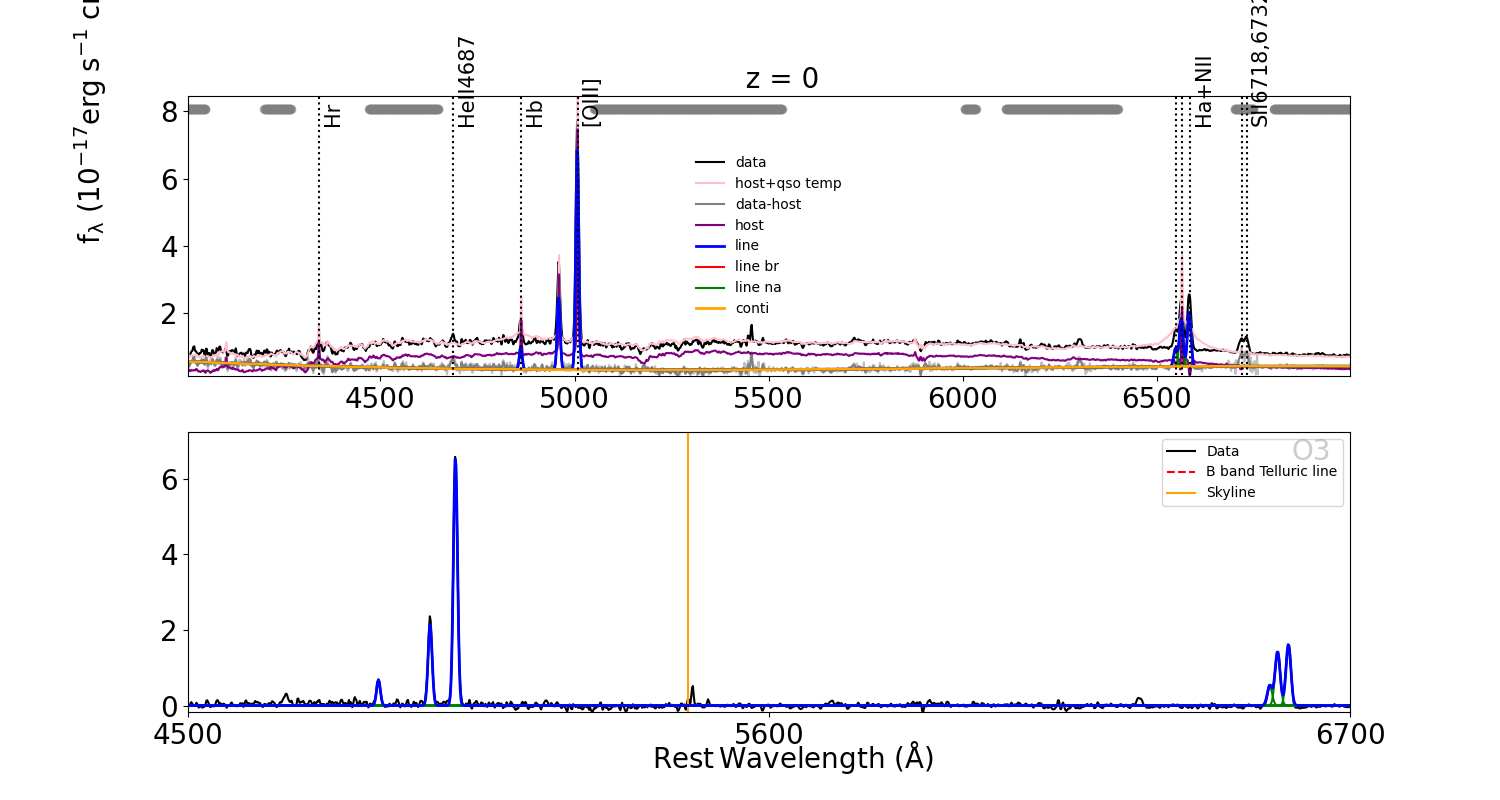 z = 0
f_λ (10^−17 erg s^−1 c
8
6
4
2
Hr
HeII4687
Hb
[OIII]
Ha+NII
SII6718,6732
data
host+qso temp
data-host
host
line
line br
line na
conti
4500
5000
5500
6000
6500
O3
Data
B band Telluric line
Skyline
6
4
2
0
4500
5600
6700
Rest Wavelength (Å)